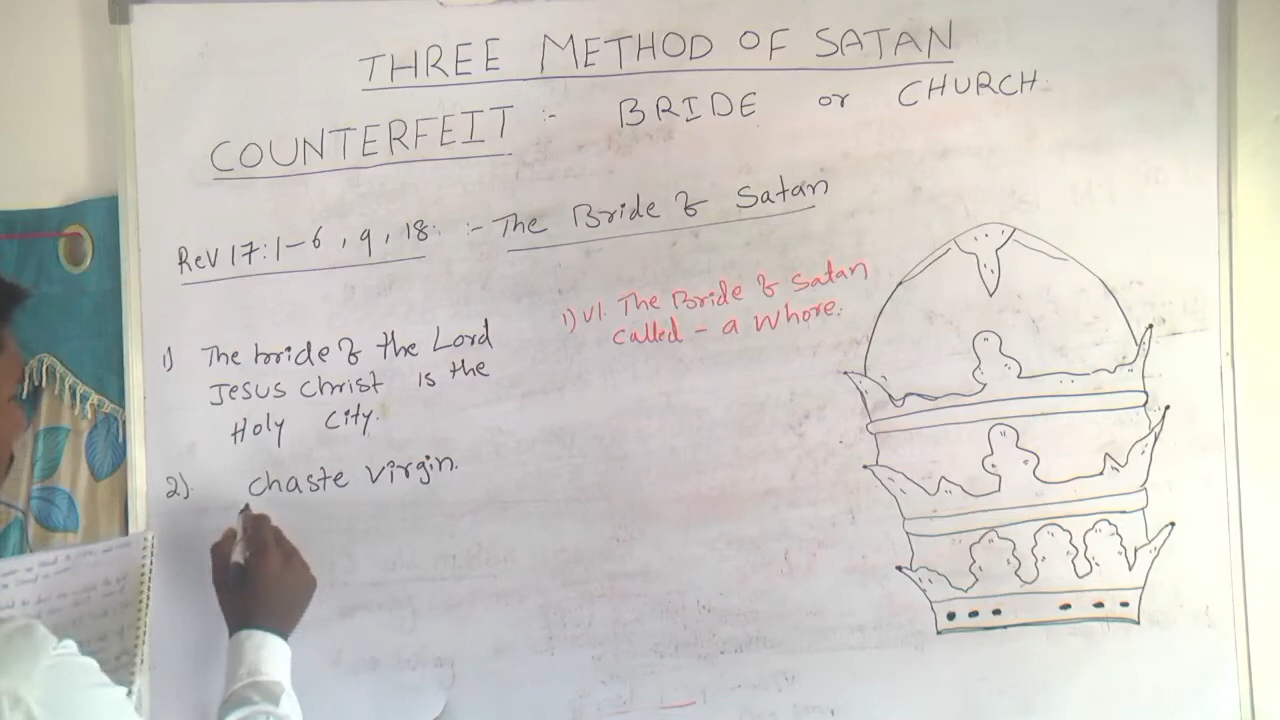 THREE METHOD OF SATAN
COUNTERFEIT :- BRIDE or CHURCH
Rev 17:1-6, 9, 18. :- The Bride of Satan
1) The bride of the Lord
Jesus Christ is the
Holy City.
2). Chaste Virgin.
1) V1. The Bride of Satan
called - a Whore.